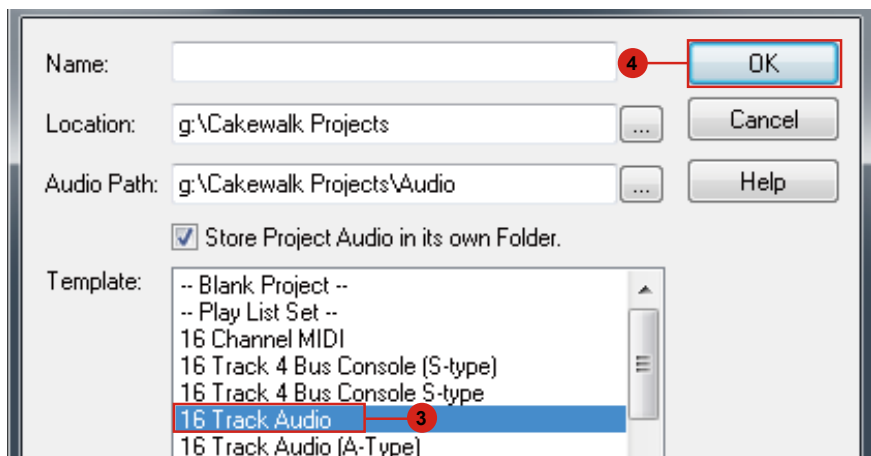 Name:
4
OK
Location:
g:\Cakewalk Projects
...
Cancel
Audio Path:
g:\Cakewalk Projects\Audio
...
Help
Store Project Audio in its own Folder.
Template:
-- Blank Project --
-- Play List Set --
16 Channel MIDI
16 Track 4 Bus Console (S-type)
16 Track 4 Bus Console S-type
16 Track Audio
3
16 Track Audio (A-Type)